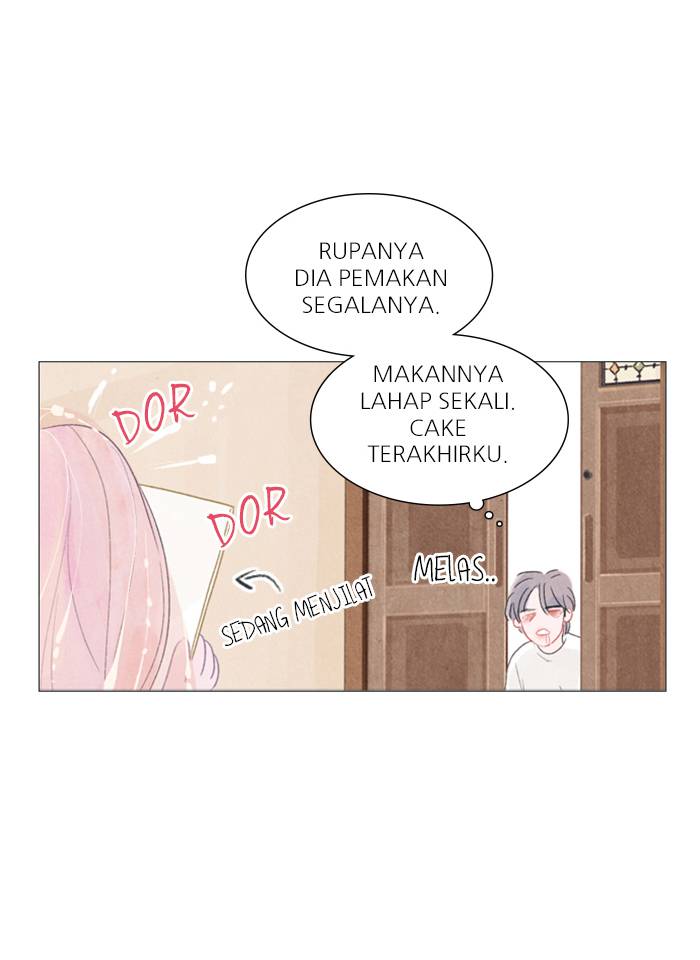 RUPANYA
DIA PEMAKAN
SEGALANYA.
MAKANNYA
LAHAP SEKALI.
CAKE
TERAKHIRKU.
DOR
DOR
SEDANG MENJILAT
MELAS..